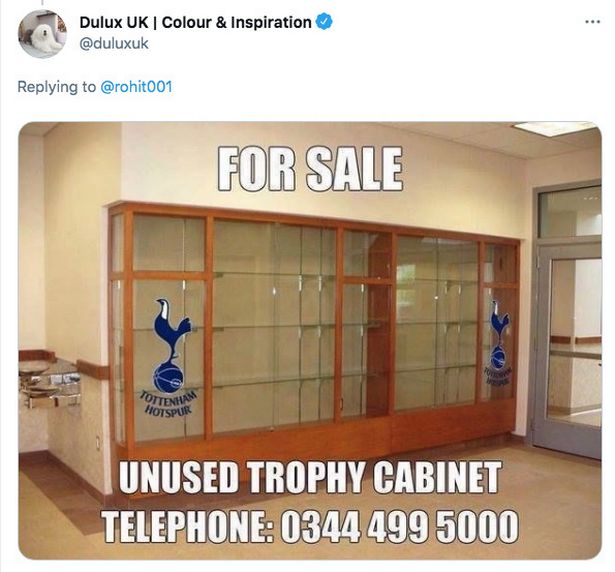 Dulux UK | Colour & Inspiration
@duluxuk
Replying to @rohit001
FOR SALE
TOTTENHAM
HOTSPUR
TOTTENHAM
HOTSPUR
UNUSED TROPHY CABINET
TELEPHONE: 0344 499 5000